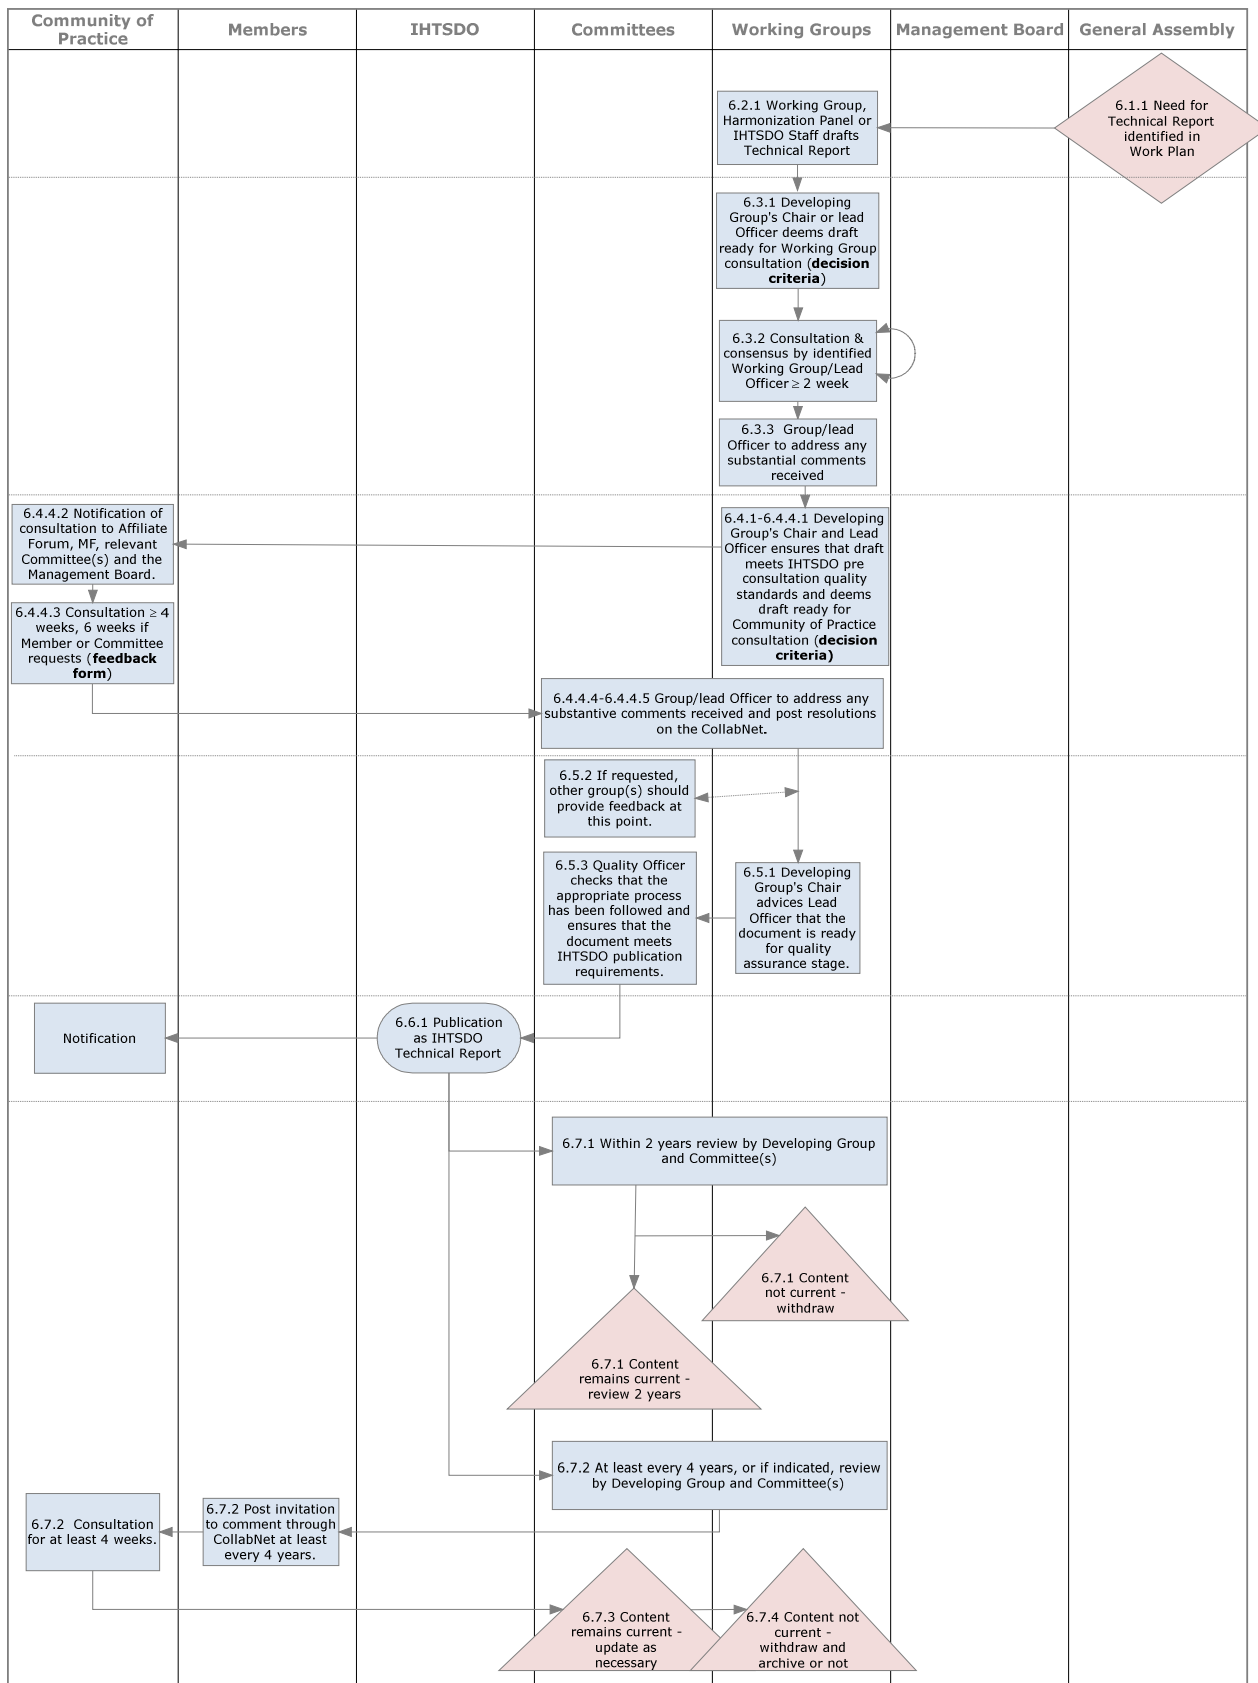 Community of
Practice
Members
IHTSDO
Committees
Working Groups
Management Board
General Assembly
6.2.1 Working Group,
Harmonization Panel or
IHTSDO Staff drafts
Technical Report
6.1.1 Need for
Technical Report
identified in
Work Plan
6.3.1 Developing
Group's Chair or lead
Officer deems draft
ready for Working Group
consultation (decision
criteria)
6.3.2 Consultation &
consensus by identified
Working Group/Lead
Officer ≥ 2 week
6.3.3  Group/lead
Officer to address any
substantial comments
received
6.4.4.2 Notification of
consultation to Affiliate
Forum, MF, relevant
Committee(s) and the
Management Board.
6.4.1-6.4.4.1 Developing
Group's Chair and Lead
Officer ensures that draft
meets IHTSDO pre
consultation quality
standards and deems
draft ready for
Community of Practice
consultation (decision
criteria)
6.4.4.3 Consultation ≥ 4
weeks, 6 weeks if
Member or Committee
requests (feedback
form)
6.4.4.4-6.4.4.5 Group/lead Officer to address any
substantive comments received and post resolutions
on the CollabNet.
6.5.2 If requested,
other group(s) should
provide feedback at
this point.
6.5.3 Quality Officer
checks that the
appropriate process
has been followed and
ensures that the
document meets
IHTSDO publication
requirements.
6.5.1 Developing
Group's Chair
advices Lead
Officer that the
document is ready
for quality
assurance stage.
Notification
6.6.1 Publication
as IHTSDO
Technical Report
6.7.1 Within 2 years review by Developing Group
and Committee(s)
6.7.1 Content
not current -
withdraw
6.7.1 Content
remains current -
review 2 years
6.7.2 At least every 4 years, or if indicated, review
by Developing Group and Committee(s)
6.7.2  Consultation
for at least 4 weeks.
6.7.2 Post invitation
to comment through
CollabNet at least
every 4 years.
6.7.3 Content
remains current -
update as
necessary
6.7.4 Content not
current -
withdraw and
archive or not